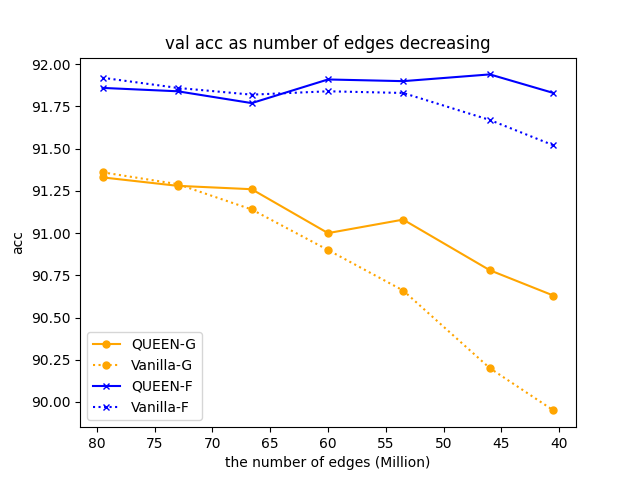 val acc as number of edges decreasing
92.00
91.75
91.50
91.25
91.00
90.75
90.50
90.25
90.00
acc
QUEEN-G
Vanilla-G
QUEEN-F
Vanilla-F
80 75 70 65 60 55 50 45 40
the number of edges (Million)